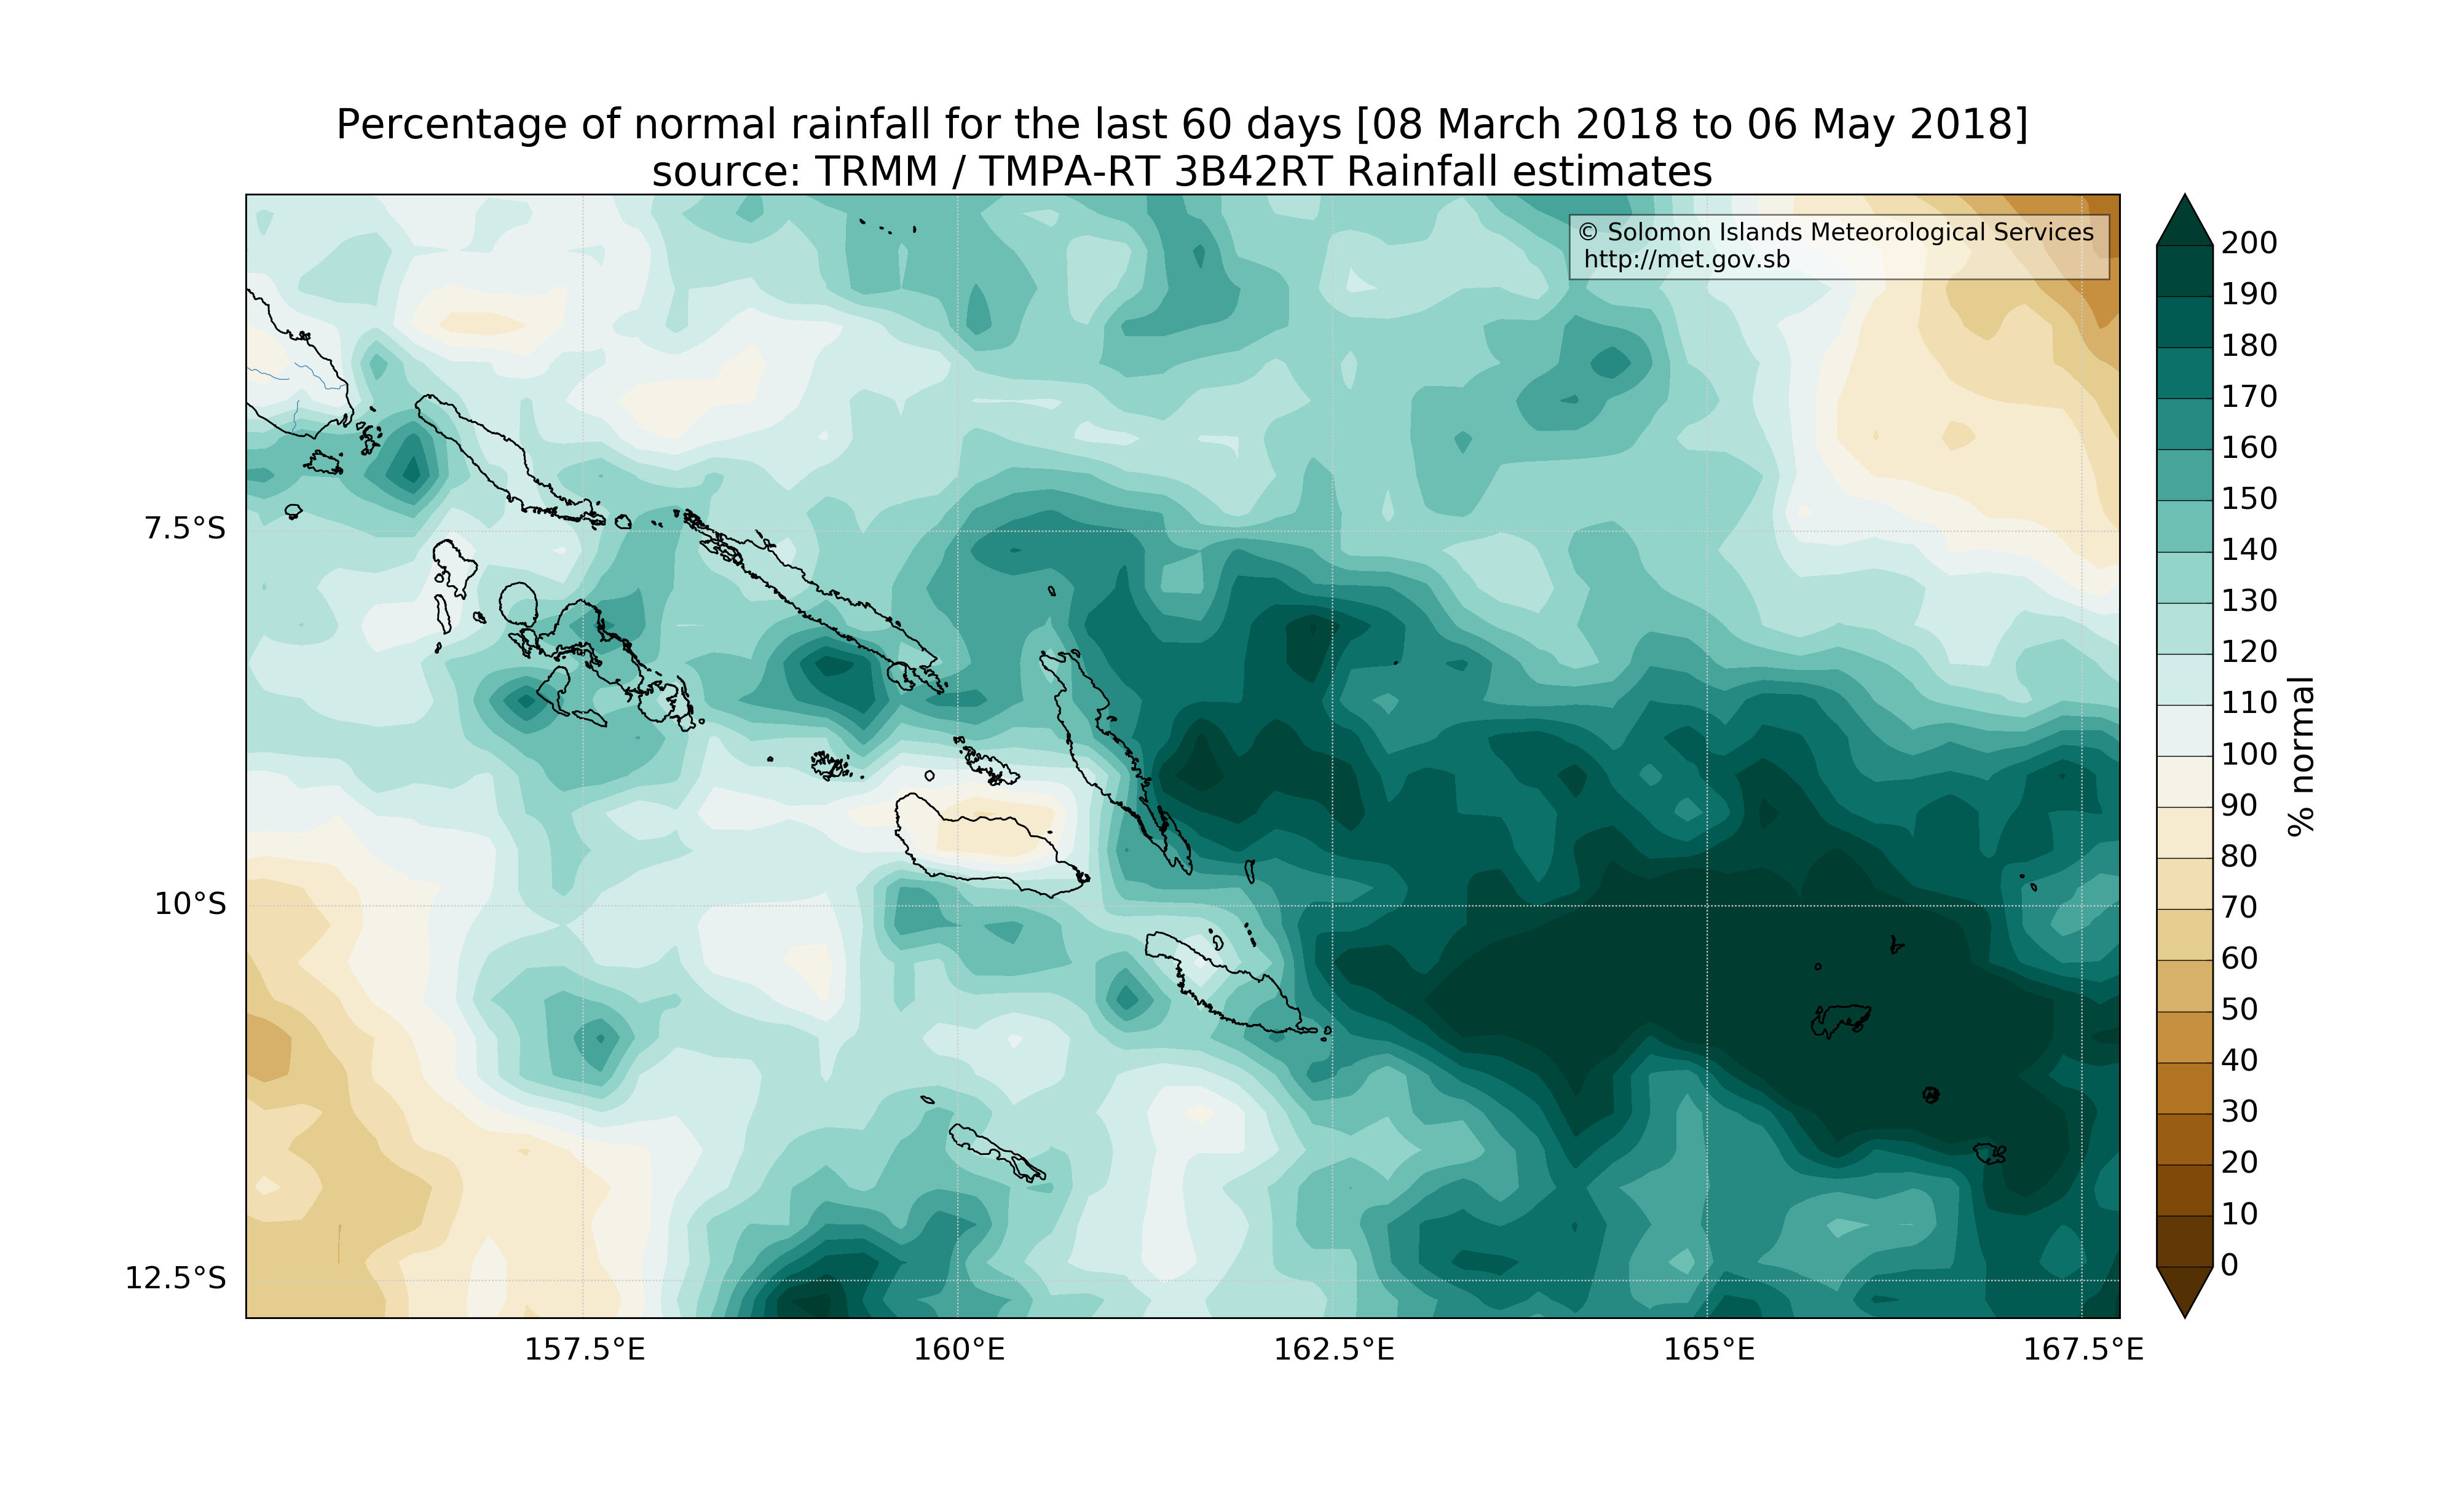 Percentage of normal rainfall for the last 60 days [08 March 2018 to 06 May 2018]
source: TRMM / TMPA-RT 3B42RT Rainfall estimates
© Solomon Islands Meteorological Services
http://met.gov.sb
7.5°S
10°S
12.5°S
157.5°E
160°E
162.5°E
165°E
167.5°E
200
190
180
170
160
150
140
130
120
110
100
90
80
70
60
50
40
30
20
10
0
% normal